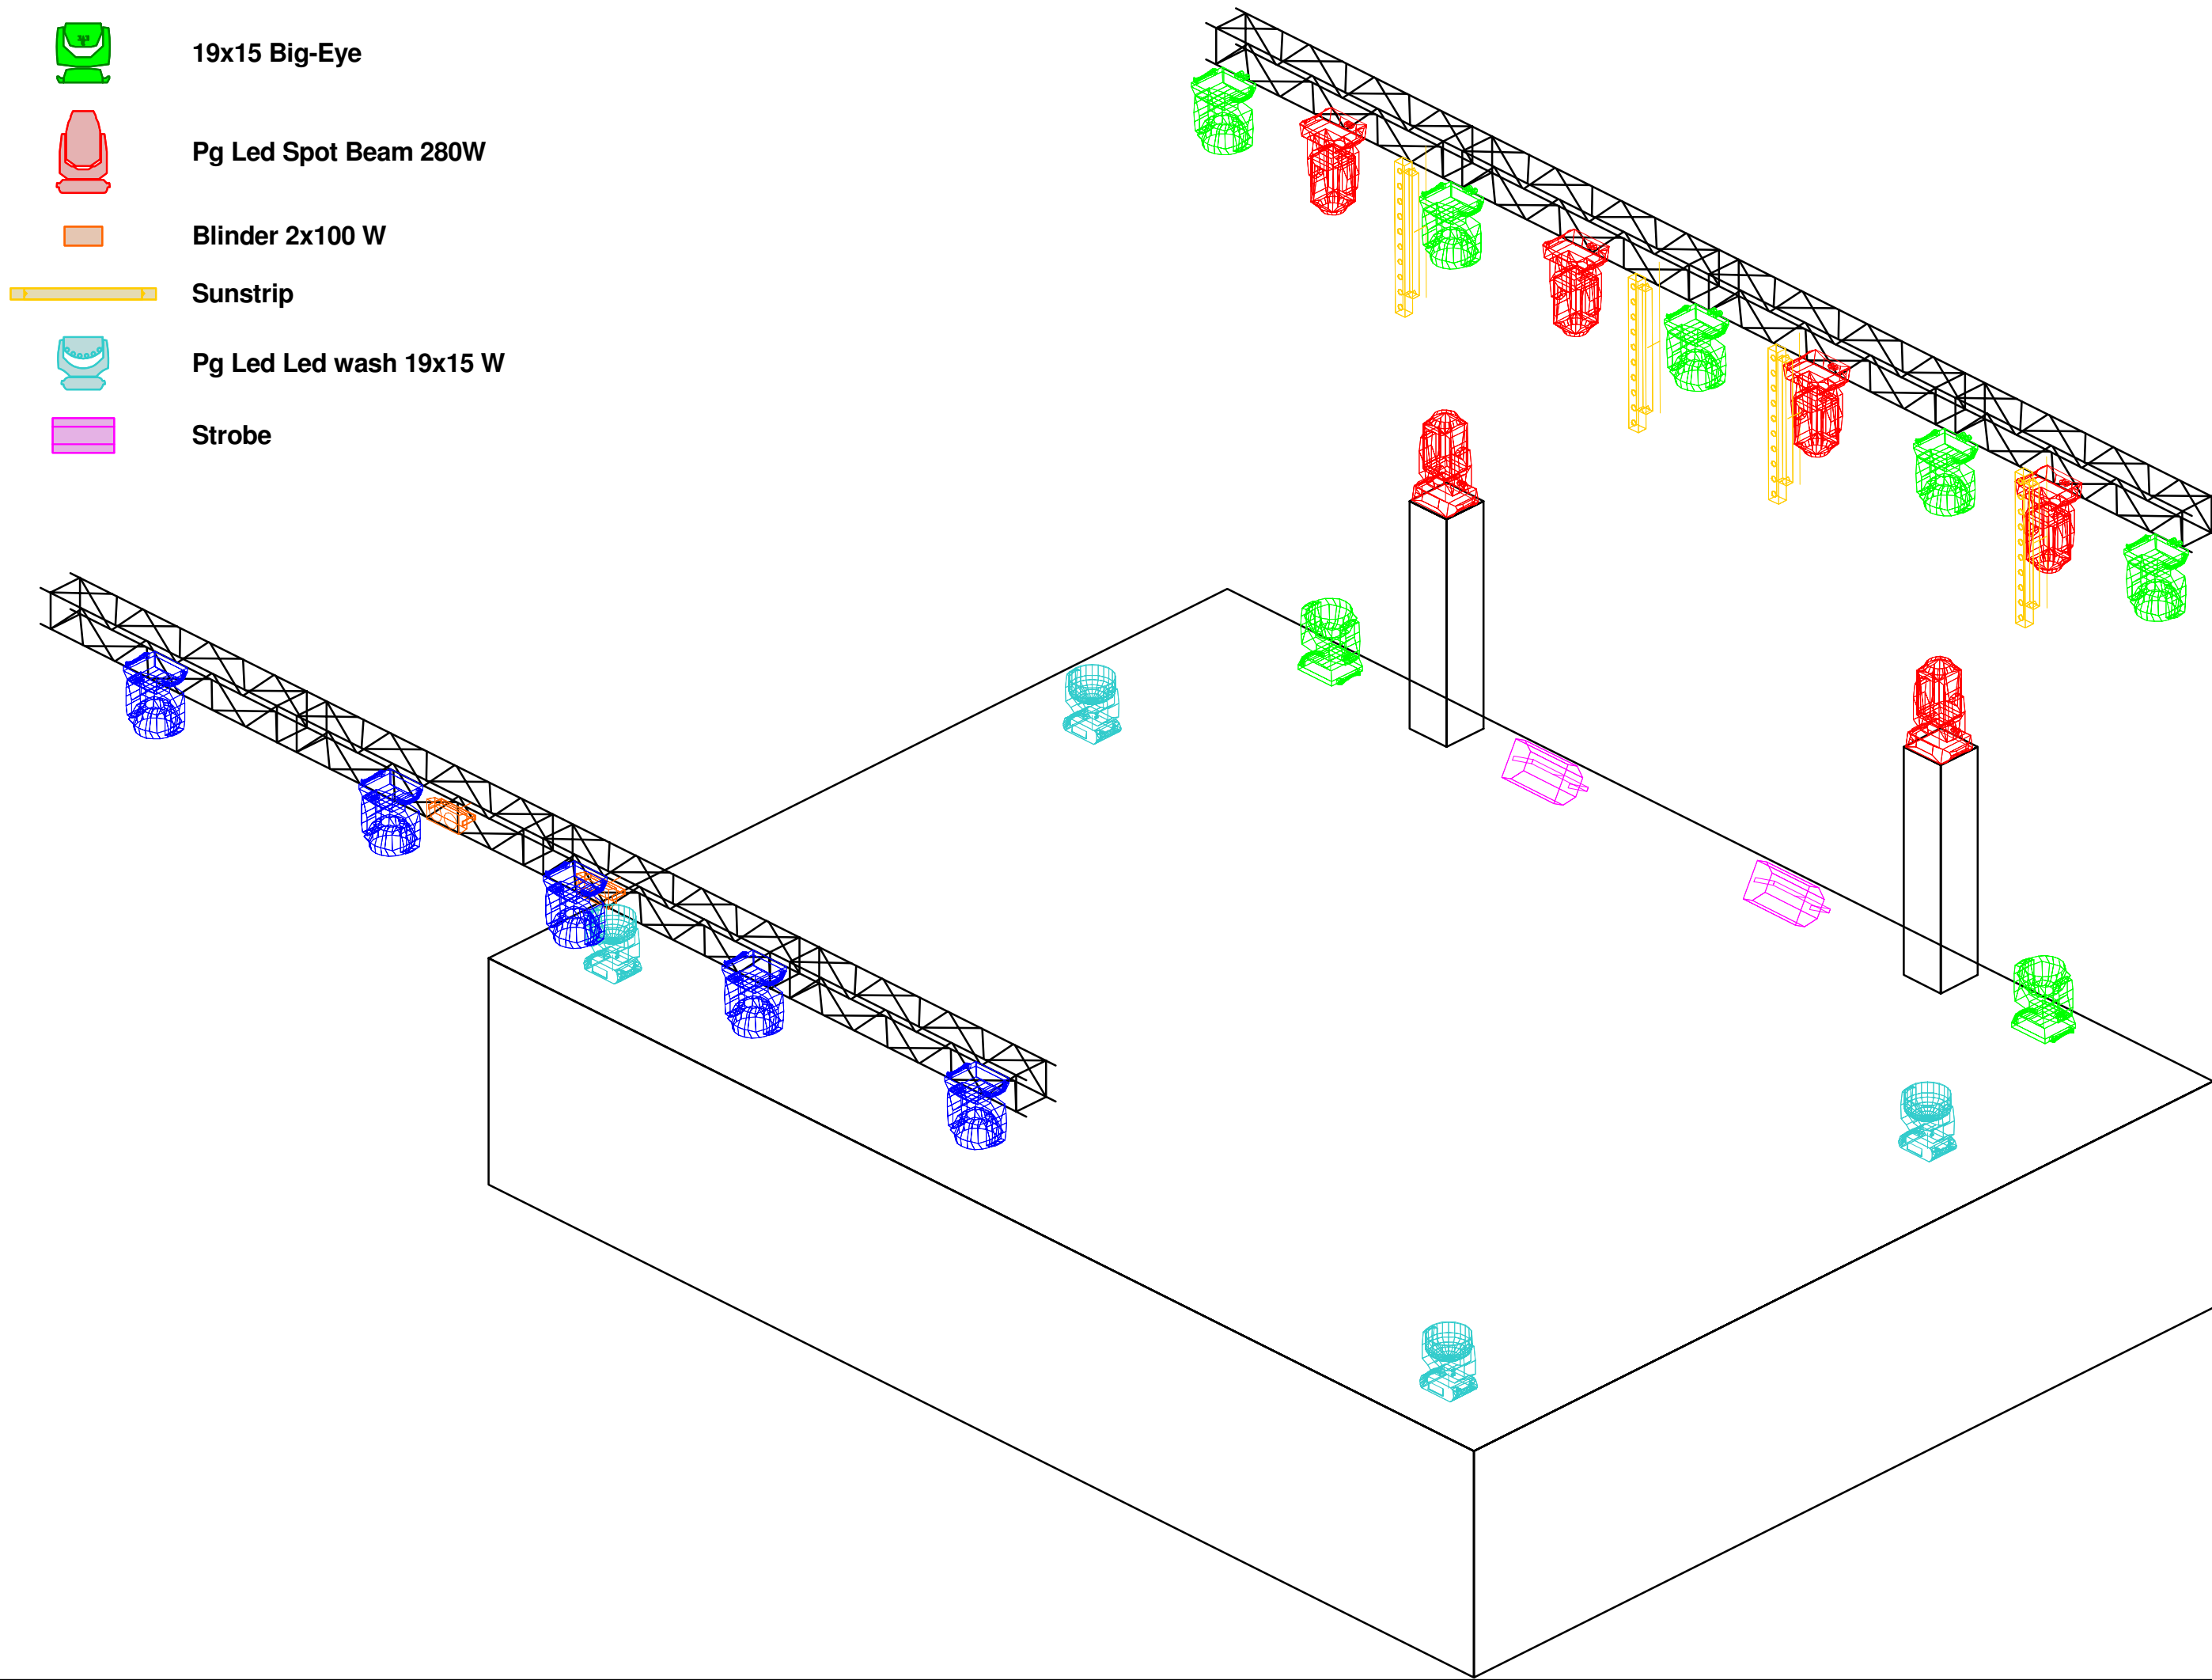 19x15 Big-Eye
Pg Led Spot Beam 280W
Blinder 2x100 W
Sunstrip
Pg Led Led wash 19x15 W
Strobe